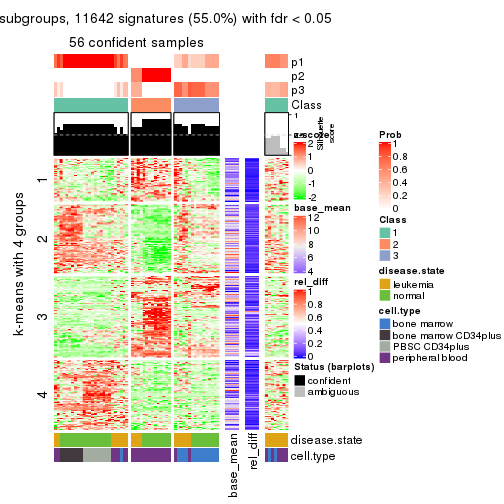 subgroups, 11642 signatures (55.0%) with fdr < 0.05
56 confident samples
p1
p2
p3
Class
1
Silhouette
score
k-means with 4 groups
1
2
3
4
z-score
2
1
0
-1
-2
base_mean
12
10
8
6
4
rel_diff
1
0.8
0.6
0.4
0.2
0
Status (barplots)
confident
ambiguous
Prob
1
0.8
0.6
0.4
0.2
0
Class
1
2
3
disease.state
leukemia
normal
cell.type
bone marrow
bone marrow CD34plus
PBSC CD34plus
peripheral blood
disease.state
cell.type
base_mean
rel_diff